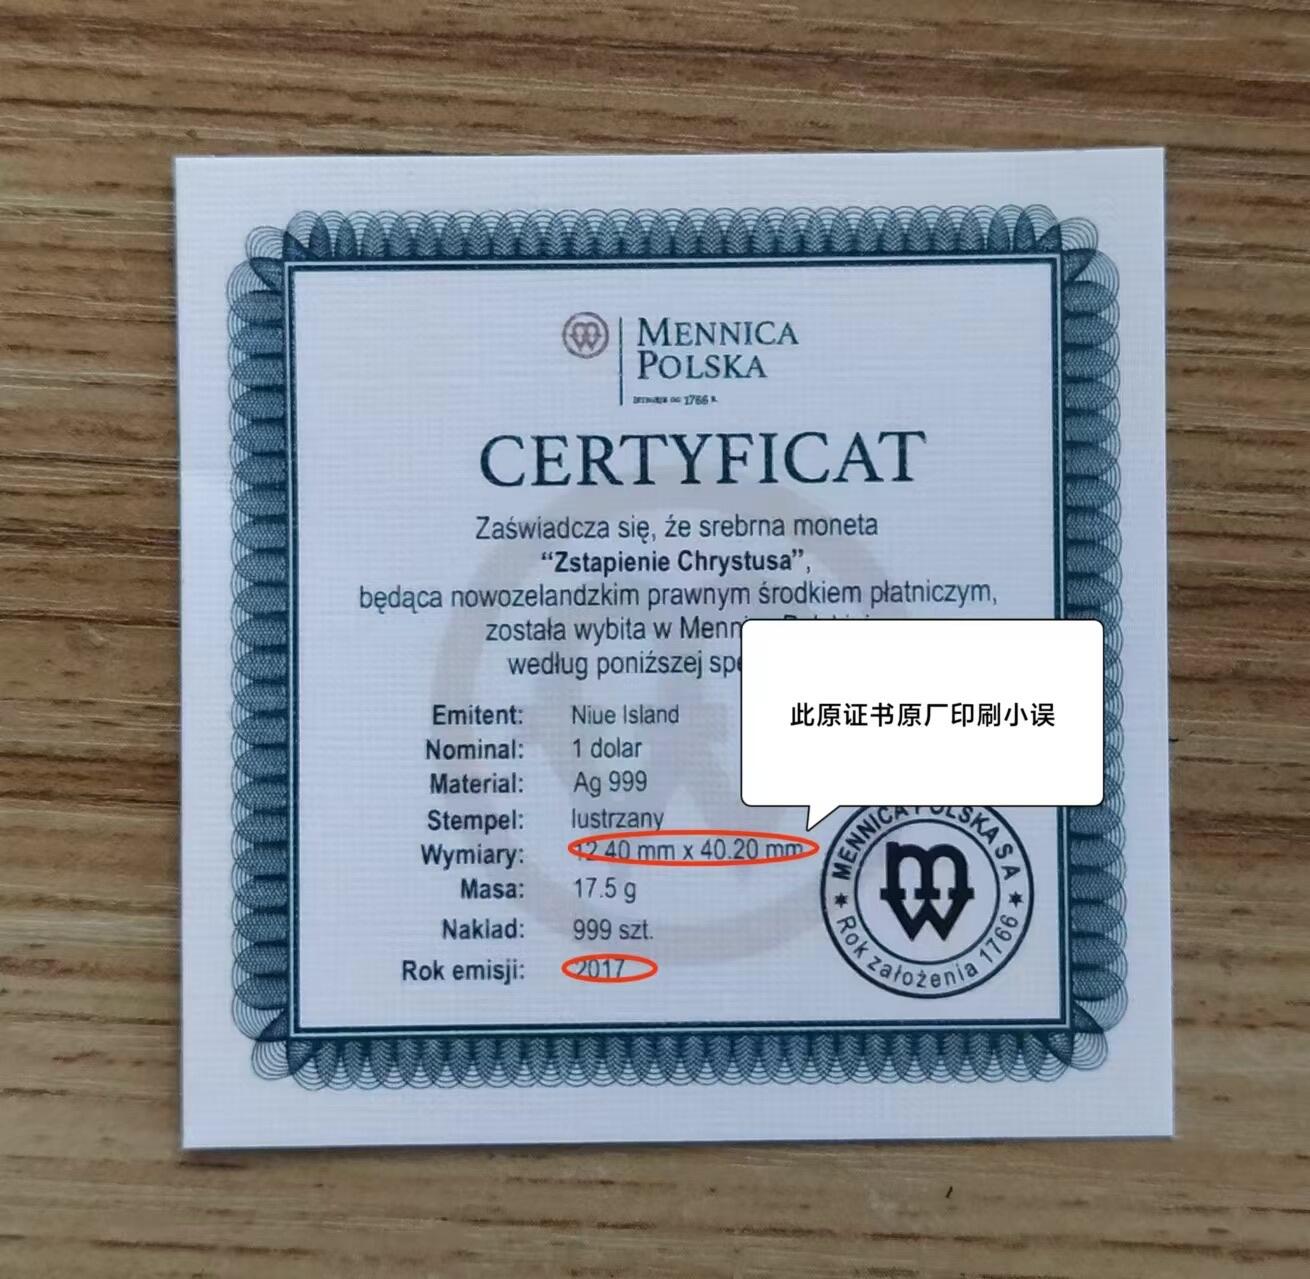 MENNICA
POLSKA
1766 R.
CERTYFICAT
Zaświadcza się, że srebrna moneta
“Zstapienie Chrystusa”,
będąca nowozelandzkim prawnym środkiem płatniczym,
została wybita w
według poniższej
此原证书原厂印刷小误
Emitent: Niue Island
Nominal: 1 dolar
Material: Ag 999
Stempel: lustrzany
Wymiary: 12.40 mm x 40.20 mm
Masa: 17.5 g
Naklad: 999 szt.
Rok emisji: 2017
MENNICA POLSKA S A
Rok założenia 1766